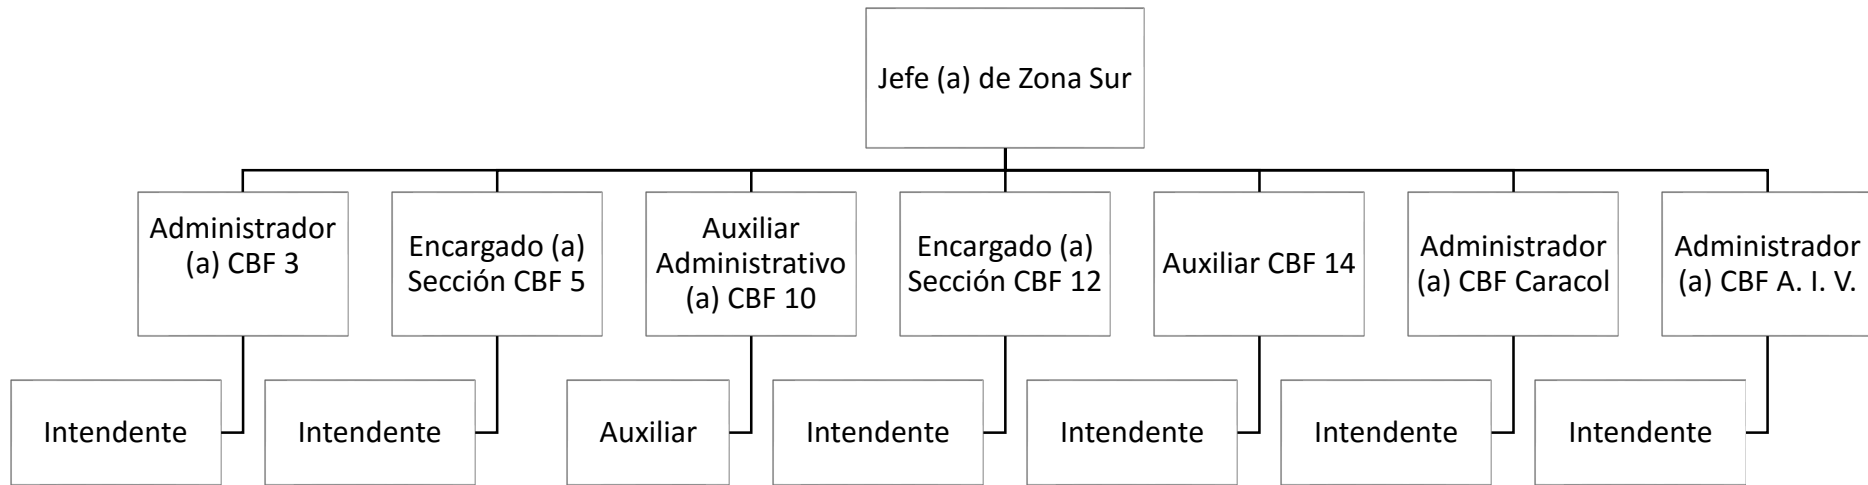 Jefe (a) de Zona Sur
Administrador
(a) CBF 3
Encargado (a)
Sección CBF 5
Auxiliar
Administrativo
(a) CBF 10
Encargado (a)
Sección CBF 12
Auxiliar CBF 14
Administrador
(a) CBF Caracol
Administrador
(a) CBF A. I. V.
Intendente
Intendente
Auxiliar
Intendente
Intendente
Intendente
Intendente